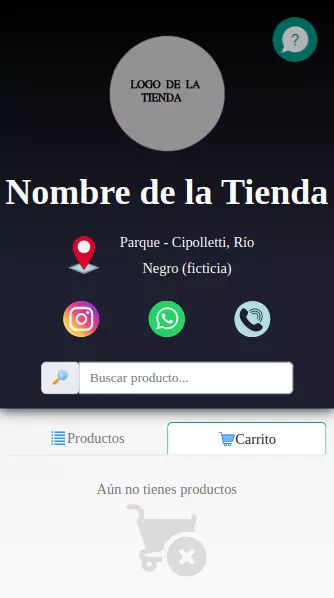 ?
LOGO DE LA
TIENDA
Nombre de la Tienda
Parque - Cipolletti, Río
Negro (ficticia)
Buscar producto...
Productos
Carrito
Aún no tienes productos